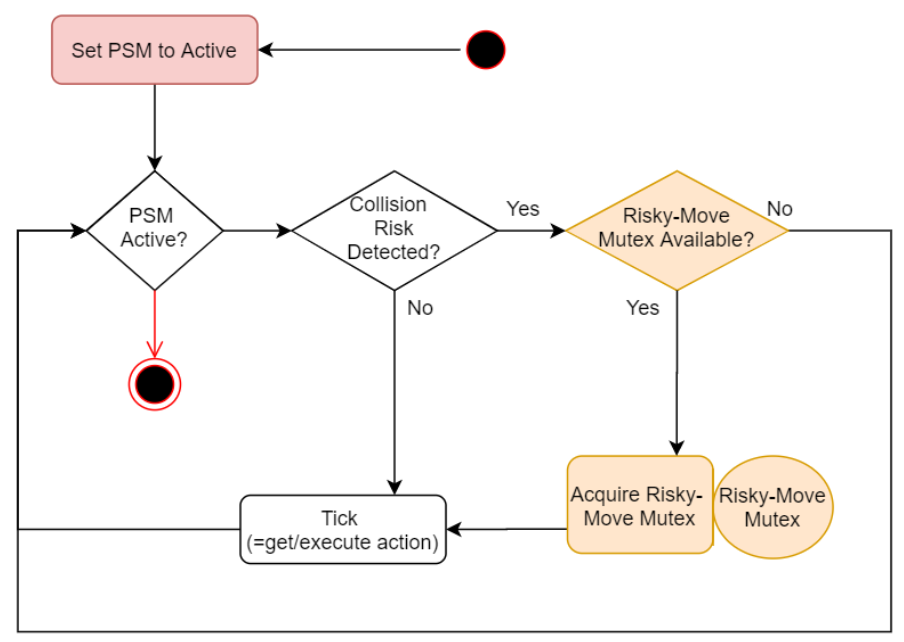 Set PSM to Active
PSM
Active?
Collision
Risk
Detected?
Yes
Risky-Move
Mutex Available?
No
No
Yes
Acquire Risky-
Move Mutex
Risky-Move
Mutex
Tick
(=get/execute action)